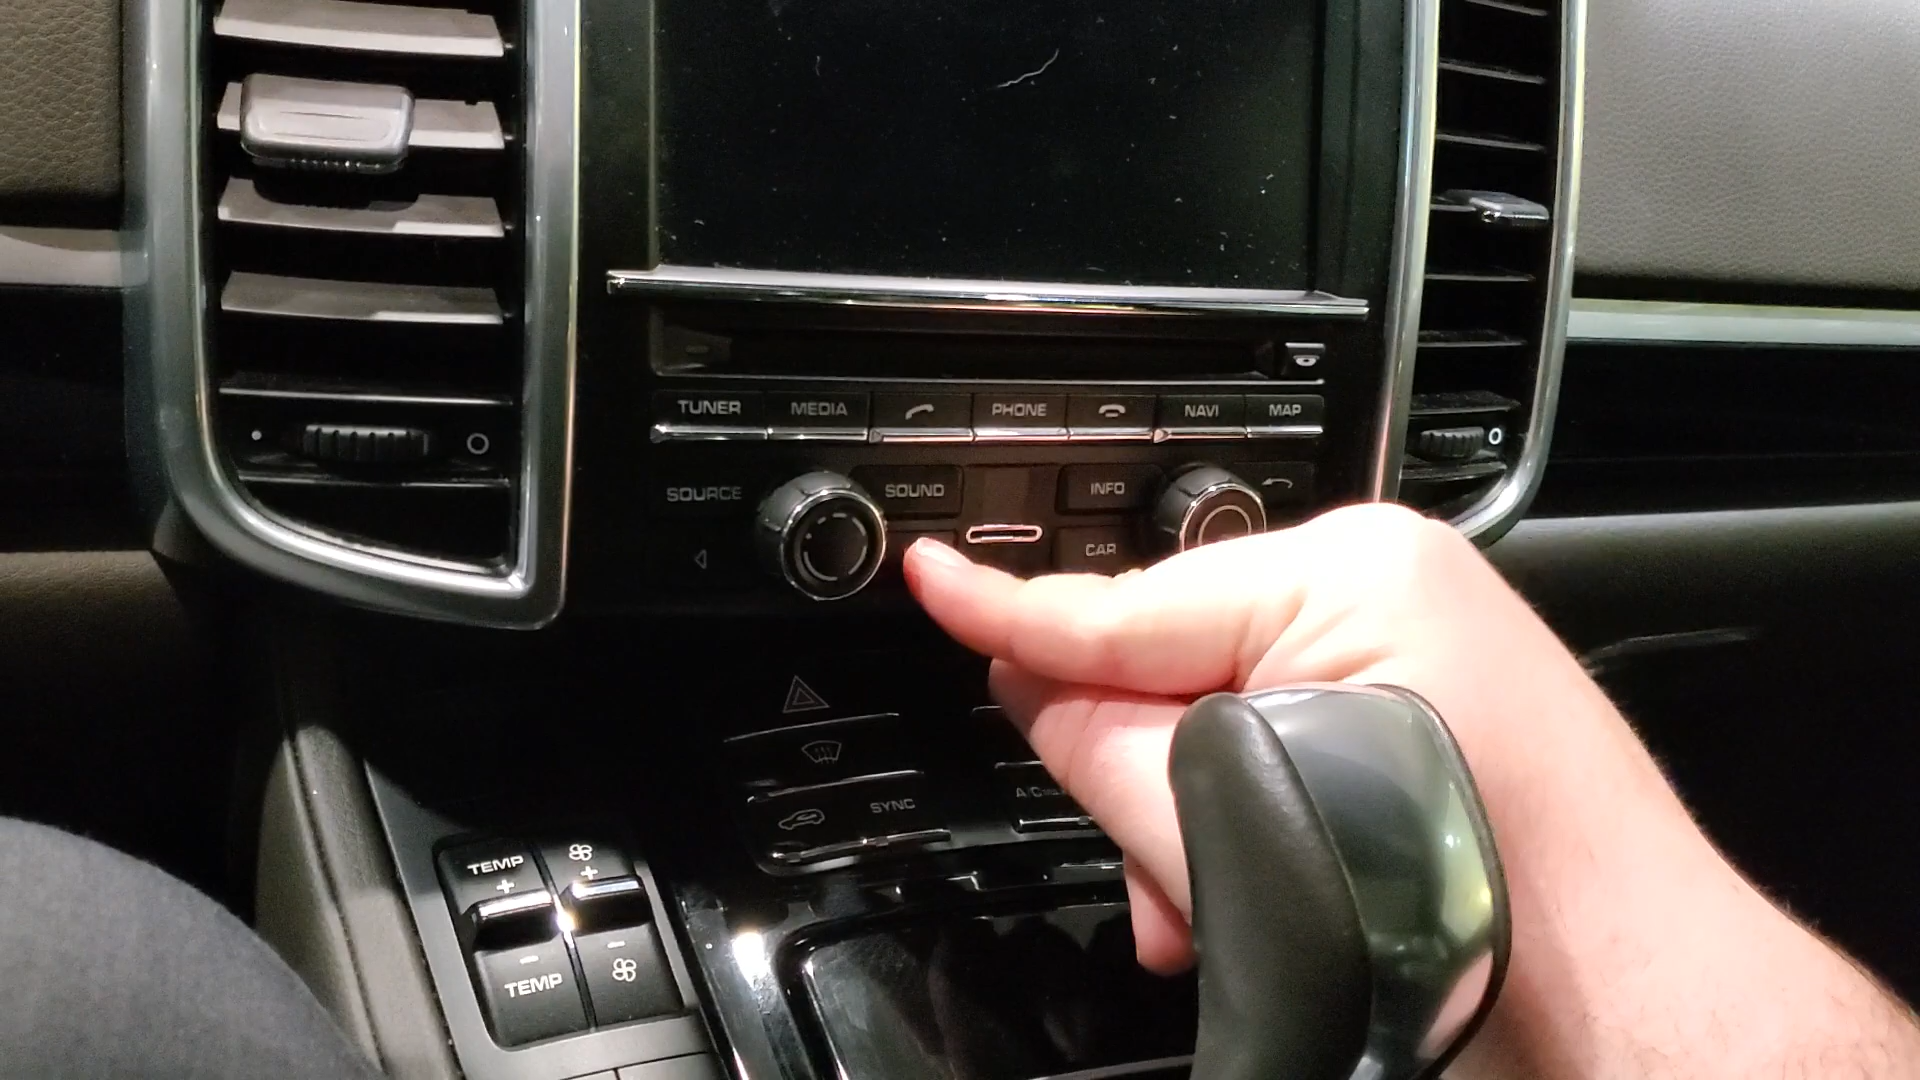 TUNER MEDIA PHONE NAVI MAP
SOURCE SOUND INFO
CAR
SYNC A/C
TEMP
+ +
- -
TEMP